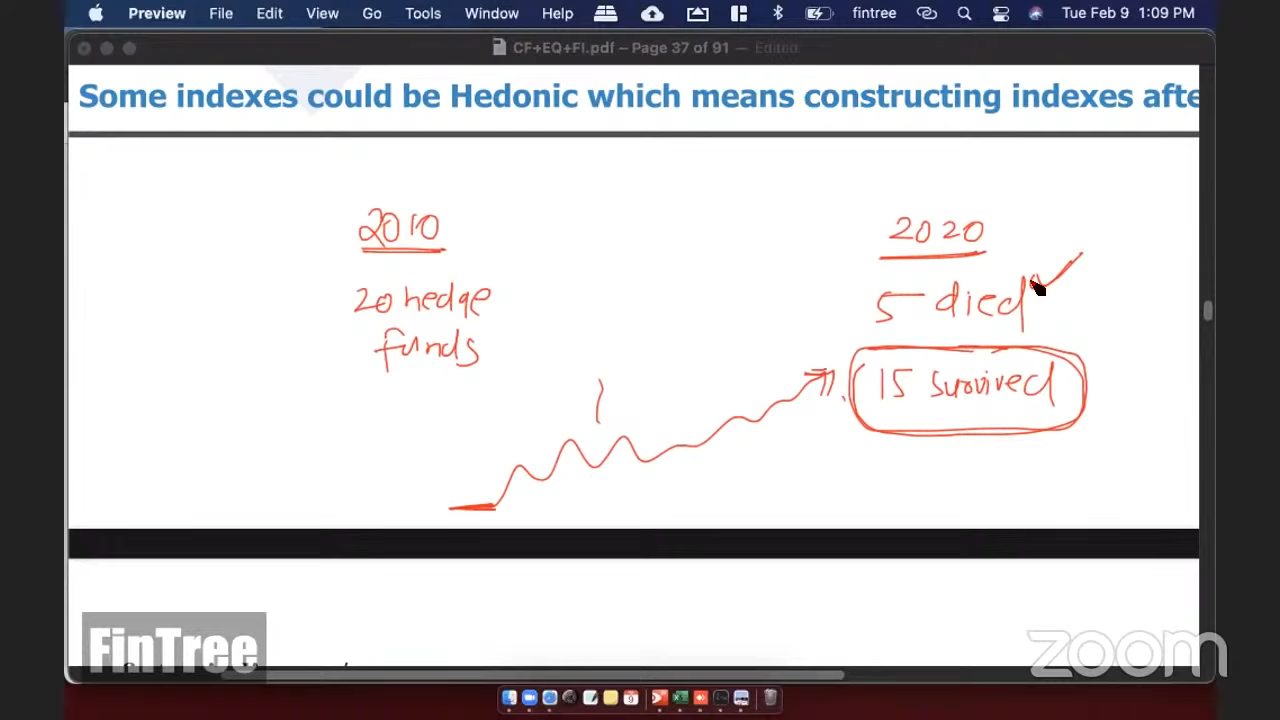 Preview File Edit View Go Tools Window Help fintree Tue Feb 9 1:09 PM
CF+EQ+FI.pdf – Page 37 of 91 — Edited
Some indexes could be Hedonic which means constructing indexes afte
2010
2020
20 hedge
funds
5 died
15 survived
FinTree
zoom